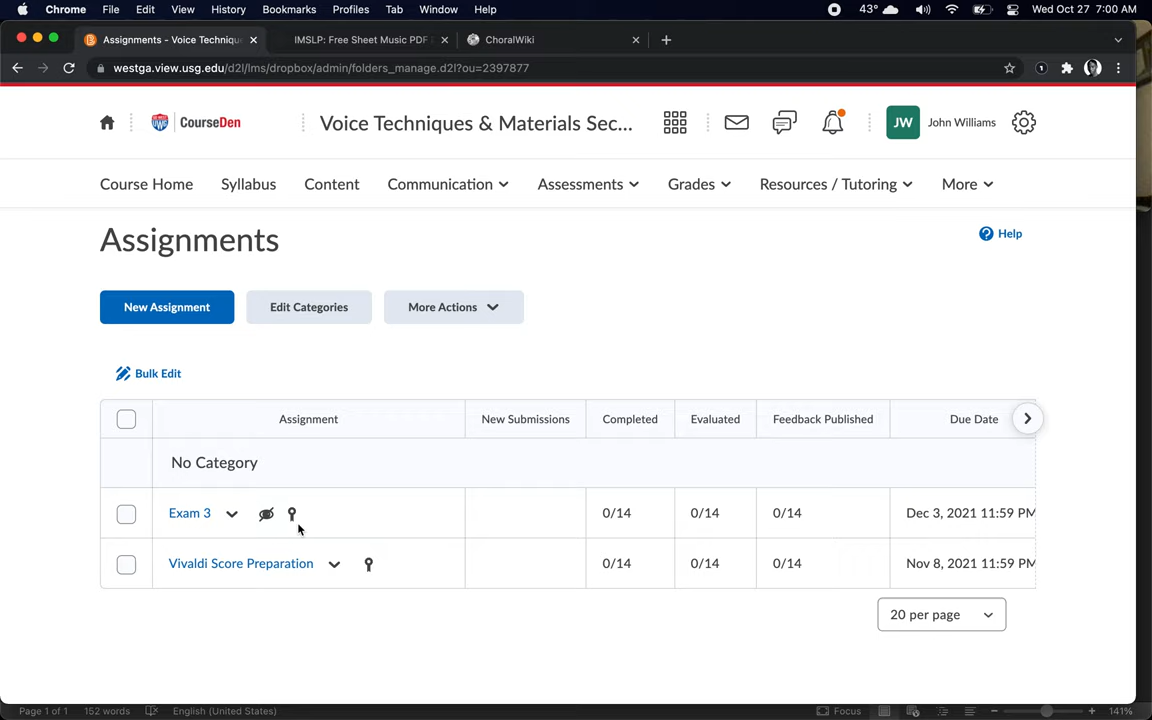 Chrome File Edit View History Bookmarks Profiles Tab Window Help 43° Wed Oct 27 7:00 AM
Assignments - Voice Techniqu IMSLP: Free Sheet Music PDF ChoralWiki
westga.view.usg.edu/d2l/lms/dropbox/admin/folders_manage.d2l?ou=2397877
CourseDen Voice Techniques & Materials Sec... JW John Williams
Course Home Syllabus Content Communication Assessments Grades Resources / Tutoring More
Assignments Help
New Assignment Edit Categories More Actions
Bulk Edit
Assignment New Submissions Completed Evaluated Feedback Published Due Date
No Category
Exam 3 0/14 0/14 0/14 Dec 3, 2021 11:59 PM
Vivaldi Score Preparation 0/14 0/14 0/14 Nov 8, 2021 11:59 PM
20 per page
Page 1 of 1 152 words English (United States) Focus 141%